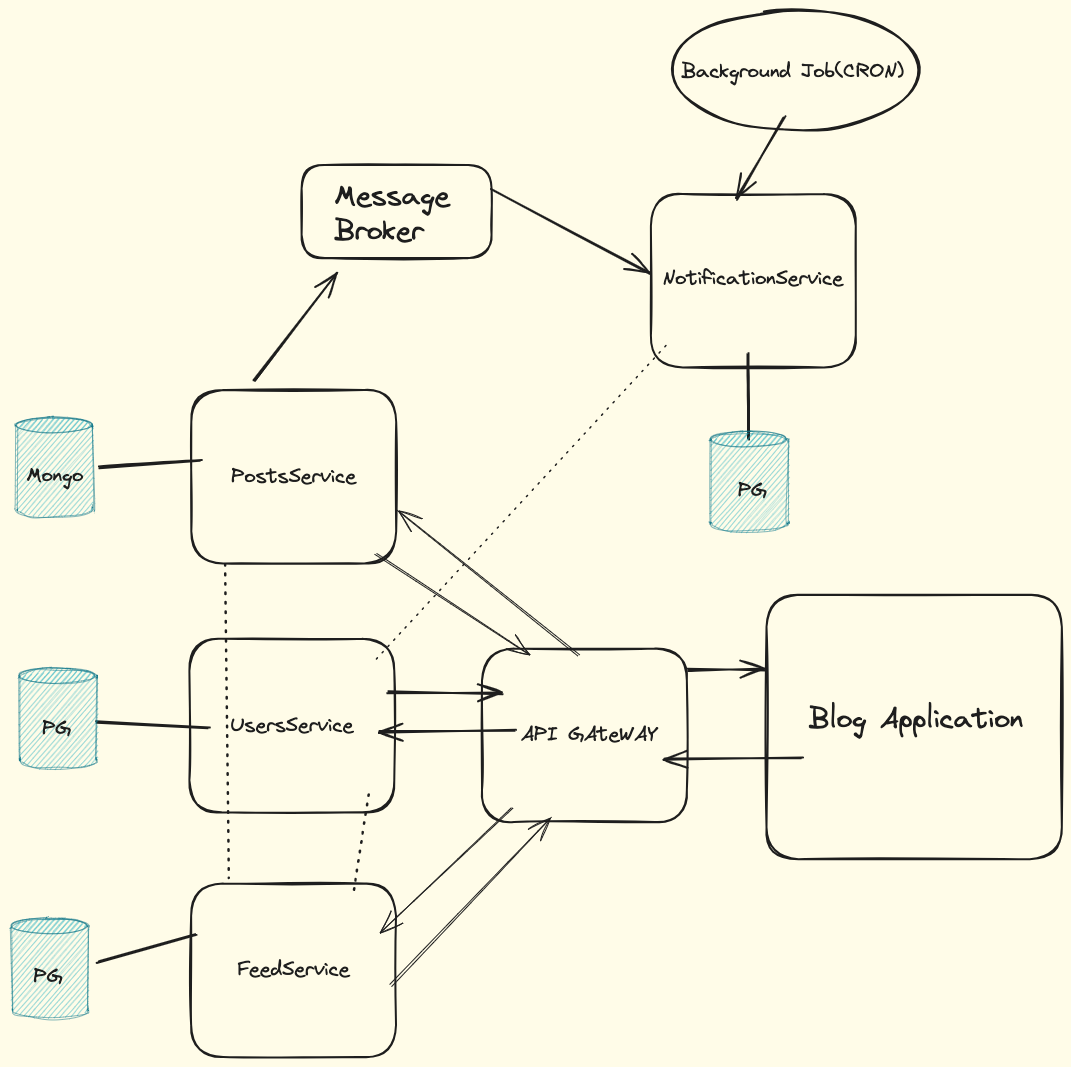 Background Job(CRON)
Message
Broker
NotificationService
Mongo
PostsService
PG
PG
UsersService
API GAteWAY
Blog Application
PG
FeedService